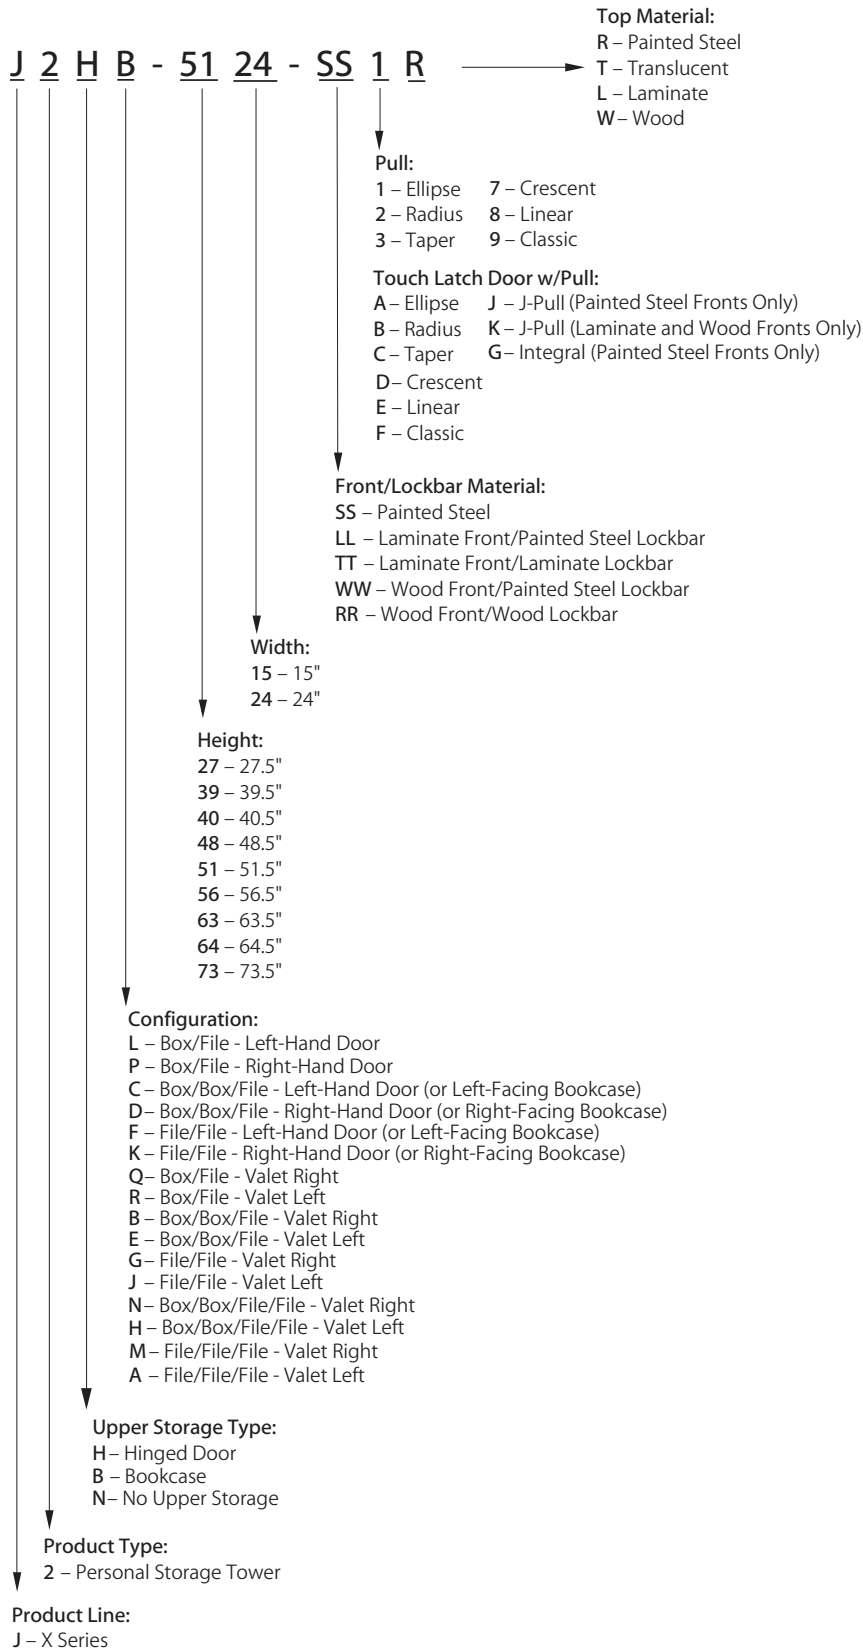 J 2 H B - 51 24 - SS 1 R
Top Material:
R – Painted Steel
T – Translucent
L – Laminate
W – Wood
Pull:
1 – Ellipse 7 – Crescent
2 – Radius 8 – Linear
3 – Taper 9 – Classic
Touch Latch Door w/Pull:
A – Ellipse J – J-Pull (Painted Steel Fronts Only)
B – Radius K – J-Pull (Laminate and Wood Fronts Only)
C – Taper G – Integral (Painted Steel Fronts Only)
D – Crescent
E – Linear
F – Classic
Front/Lockbar Material:
SS – Painted Steel
LL – Laminate Front/Painted Steel Lockbar
TT – Laminate Front/Laminate Lockbar
WW – Wood Front/Painted Steel Lockbar
RR – Wood Front/Wood Lockbar
Width:
15 – 15"
24 – 24"
Height:
27 – 27.5"
39 – 39.5"
40 – 40.5"
48 – 48.5"
51 – 51.5"
56 – 56.5"
63 – 63.5"
64 – 64.5"
73 – 73.5"
Configuration:
L – Box/File - Left-Hand Door
P – Box/File - Right-Hand Door
C – Box/Box/File - Left-Hand Door (or Left-Facing Bookcase)
D – Box/Box/File - Right-Hand Door (or Right-Facing Bookcase)
F – File/File - Left-Hand Door (or Left-Facing Bookcase)
K – File/File - Right-Hand Door (or Right-Facing Bookcase)
Q – Box/File - Valet Right
R – Box/File - Valet Left
B – Box/Box/File - Valet Right
E – Box/Box/File - Valet Left
G – File/File - Valet Right
J – File/File - Valet Left
N – Box/Box/File/File - Valet Right
H – Box/Box/File/File - Valet Left
M – File/File/File - Valet Right
A – File/File/File - Valet Left
Upper Storage Type:
H – Hinged Door
B – Bookcase
N – No Upper Storage
Product Type:
2 – Personal Storage Tower
Product Line:
J – X Series